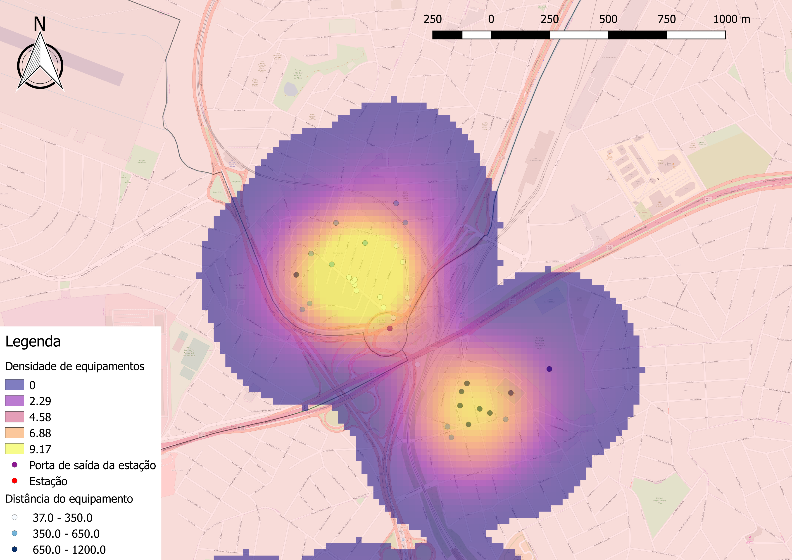 N
250 0 250 500 750 1000 m
Legenda
Densidade de equipamentos
0
2.29
4.58
6.88
9.17
Porta de saída da estação
Estação
Distância do equipamento
37.0 - 350.0
350.0 - 650.0
650.0 - 1200.0